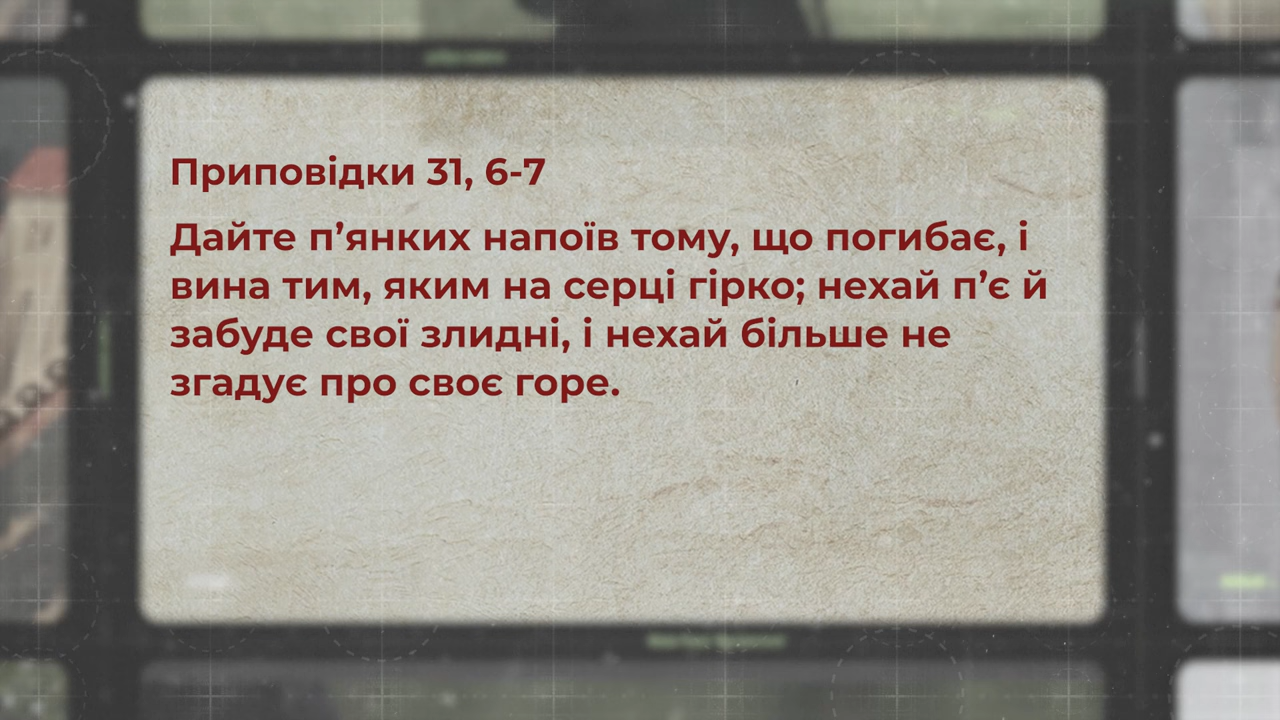 Приповідки 31, 6-7
Дайте п’янких напоїв тому, що погибає, і
вина тим, яким на серці гірко; нехай п’є й
забуде свої злидні, і нехай більше не
згадує про своє горе.